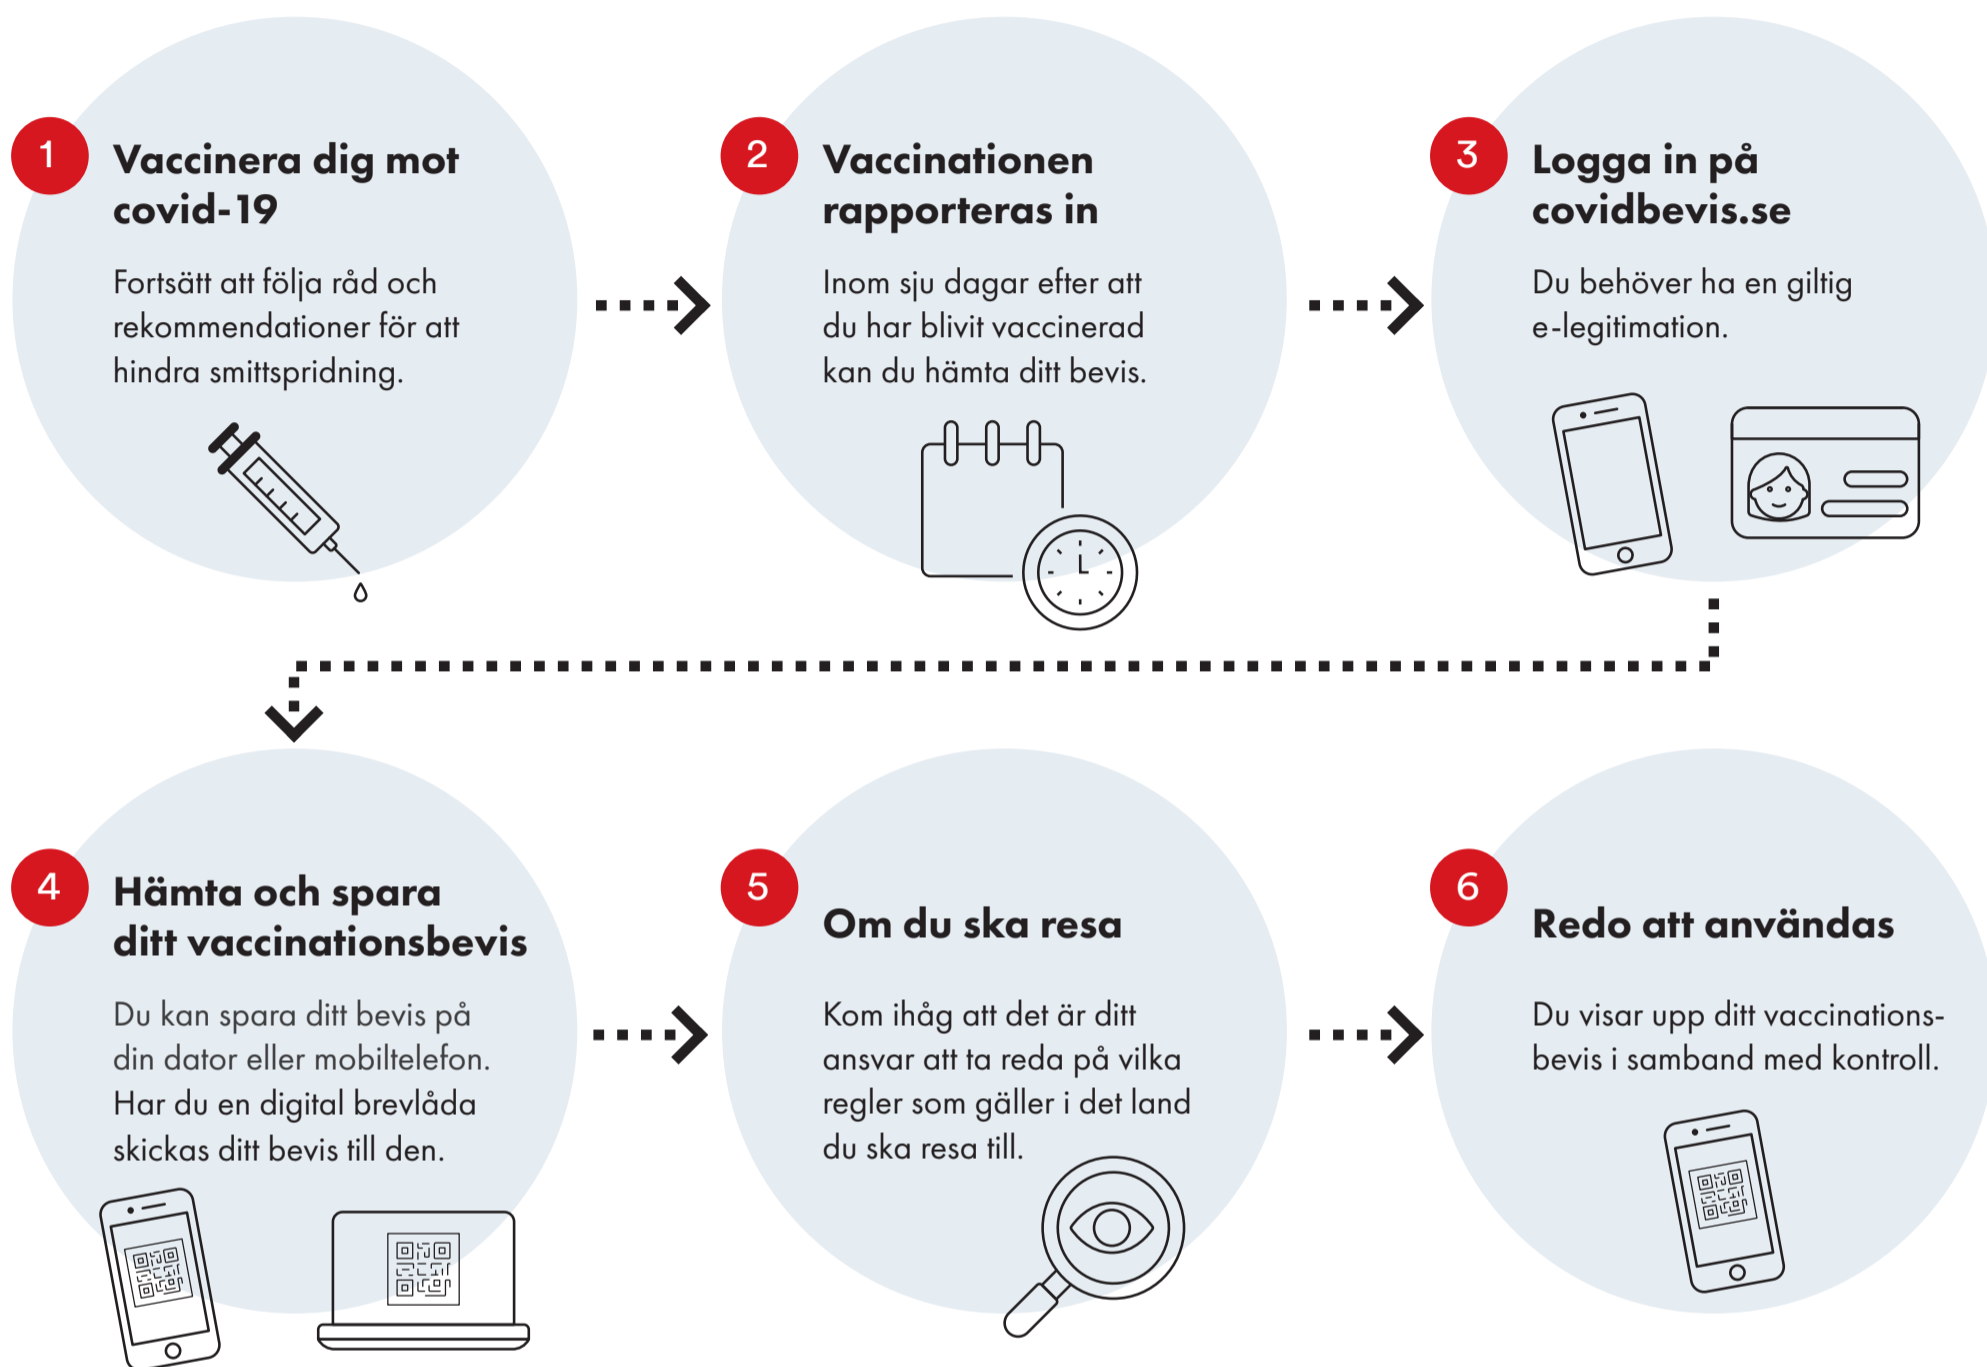 1
Vaccinera dig mot
covid-19
Fortsätt att följa råd och
rekommendationer för att
hindra smittspridning.
2
Vaccinationen
rapporteras in
Inom sju dagar efter att
du har blivit vaccinerad
kan du hämta ditt bevis.
3
Logga in på
covidbevis.se
Du behöver ha en giltig
e-legitimation.
4
Hämta och spara
ditt vaccinationsbevis
Du kan spara ditt bevis på
din dator eller mobiltelefon.
Har du en digital brevlåda
skickas ditt bevis till den.
5
Om du ska resa
Kom ihåg att det är ditt
ansvar att ta reda på vilka
regler som gäller i det land
du ska resa till.
6
Redo att användas
Du visar upp ditt vaccinations-
bevis i samband med kontroll.